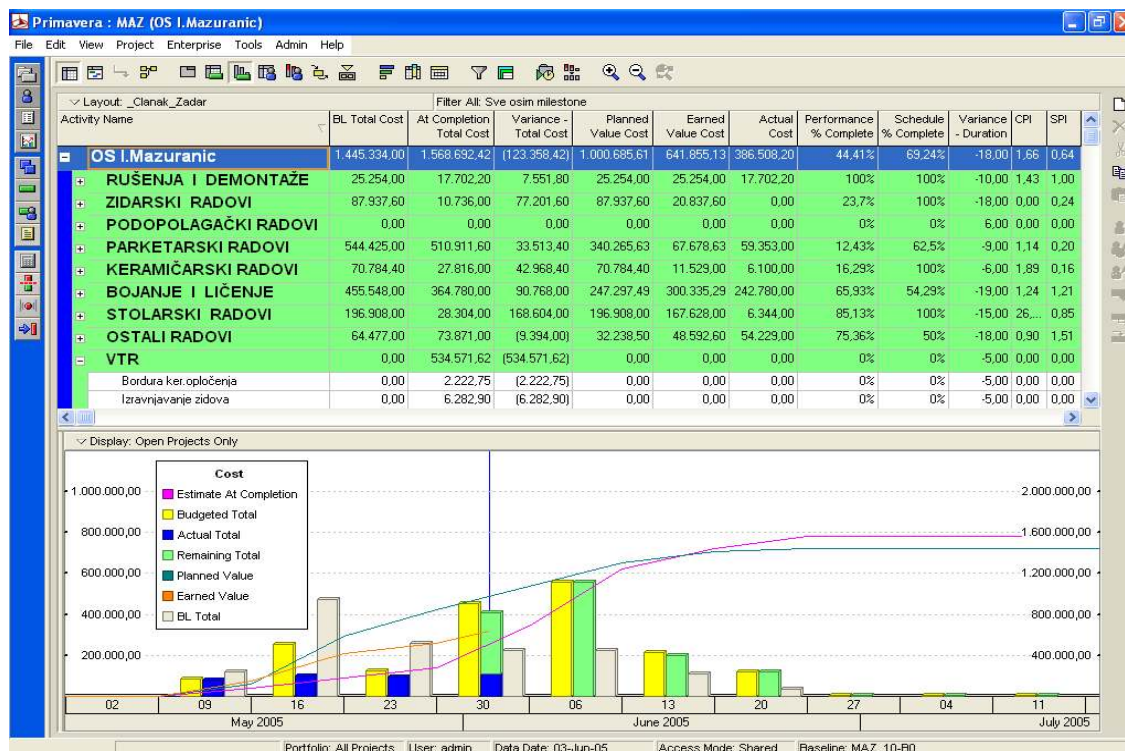 Primavera : MAZ (OS I.Mazuranic)
File Edit View Project Enterprise Tools Admin Help
Layout: _Clanak_Zadar Filter All: Sve osim milestone
Activity Name BL Total Cost At Completion Total Cost Variance - Total Cost Planned Value Cost Earned Value Cost Actual Cost Performance % Complete Schedule % Complete Variance - Duration CPI SPI
OS I.Mazuranic 1.445.334,00 1.568.692,42 (123.358,42) 1.000.685,61 641.855,13 386.508,20 44,41% 69,24% -18,00 1,66 0,64
RUŠENJA I DEMONTAŽE 25.254,00 17.702,20 7.551,80 25.254,00 25.254,00 17.702,20 100% 100% -10,00 1,43 1,00
ZIDARSKI RADOVI 87.937,60 10.736,00 77.201,60 87.937,60 20.837,60 0,00 23,7% 100% -18,00 0,00 0,24
PODOPOLAGAČKI RADOVI 0,00 0,00 0,00 0,00 0,00 0,00 0% 0% 6,00 0,00 0,00
PARKETARSKI RADOVI 544.425,00 510.911,60 33.513,40 340.265,63 67.678,63 59.353,00 12,43% 62,5% -9,00 1,14 0,20
KERAMIČARSKI RADOVI 70.784,40 27.816,00 42.968,40 70.784,40 11.529,00 6.100,00 16,29% 100% -6,00 1,89 0,16
BOJANJE I LIČENJE 455.548,00 364.780,00 90.768,00 247.297,49 300.335,29 242.780,00 65,93% 54,29% -19,00 1,24 1,21
STOLARSKI RADOVI 196.908,00 28.304,00 168.604,00 196.908,00 167.628,00 6.344,00 85,13% 100% -15,00 26,... 0,85
OSTALI RADOVI 64.477,00 73.871,00 (9.394,00) 32.238,50 48.592,60 54.229,00 75,36% 50% -18,00 0,90 1,51
VTR 0,00 534.571,62 (534.571,62) 0,00 0,00 0,00 0% 0% -5,00 0,00 0,00
Bordura ker.opločenja 0,00 2.222,75 (2.222,75) 0,00 0,00 0,00 0% 0% -5,00 0,00 0,00
Izravnjavanje zidova 0,00 6.282,90 (6.282,90) 0,00 0,00 0,00 0% 0% -5,00 0,00 0,00
Display: Open Projects Only
Cost
Estimate At Completion
Budgeted Total
Actual Total
Remaining Total
Planned Value
Earned Value
BL Total
1.000.000,00 2.000.000,00
800.000,00 1.600.000,00
600.000,00 1.200.000,00
400.000,00 800.000,00
200.000,00 400.000,00
02 09 16 23 30 06 13 20 27 04 11
May 2005 June 2005 July 2005
Portfolio: All Projects User: admin Data Date: 03-Jun-05 Access Mode: Shared Baseline: MAZ_10-B0